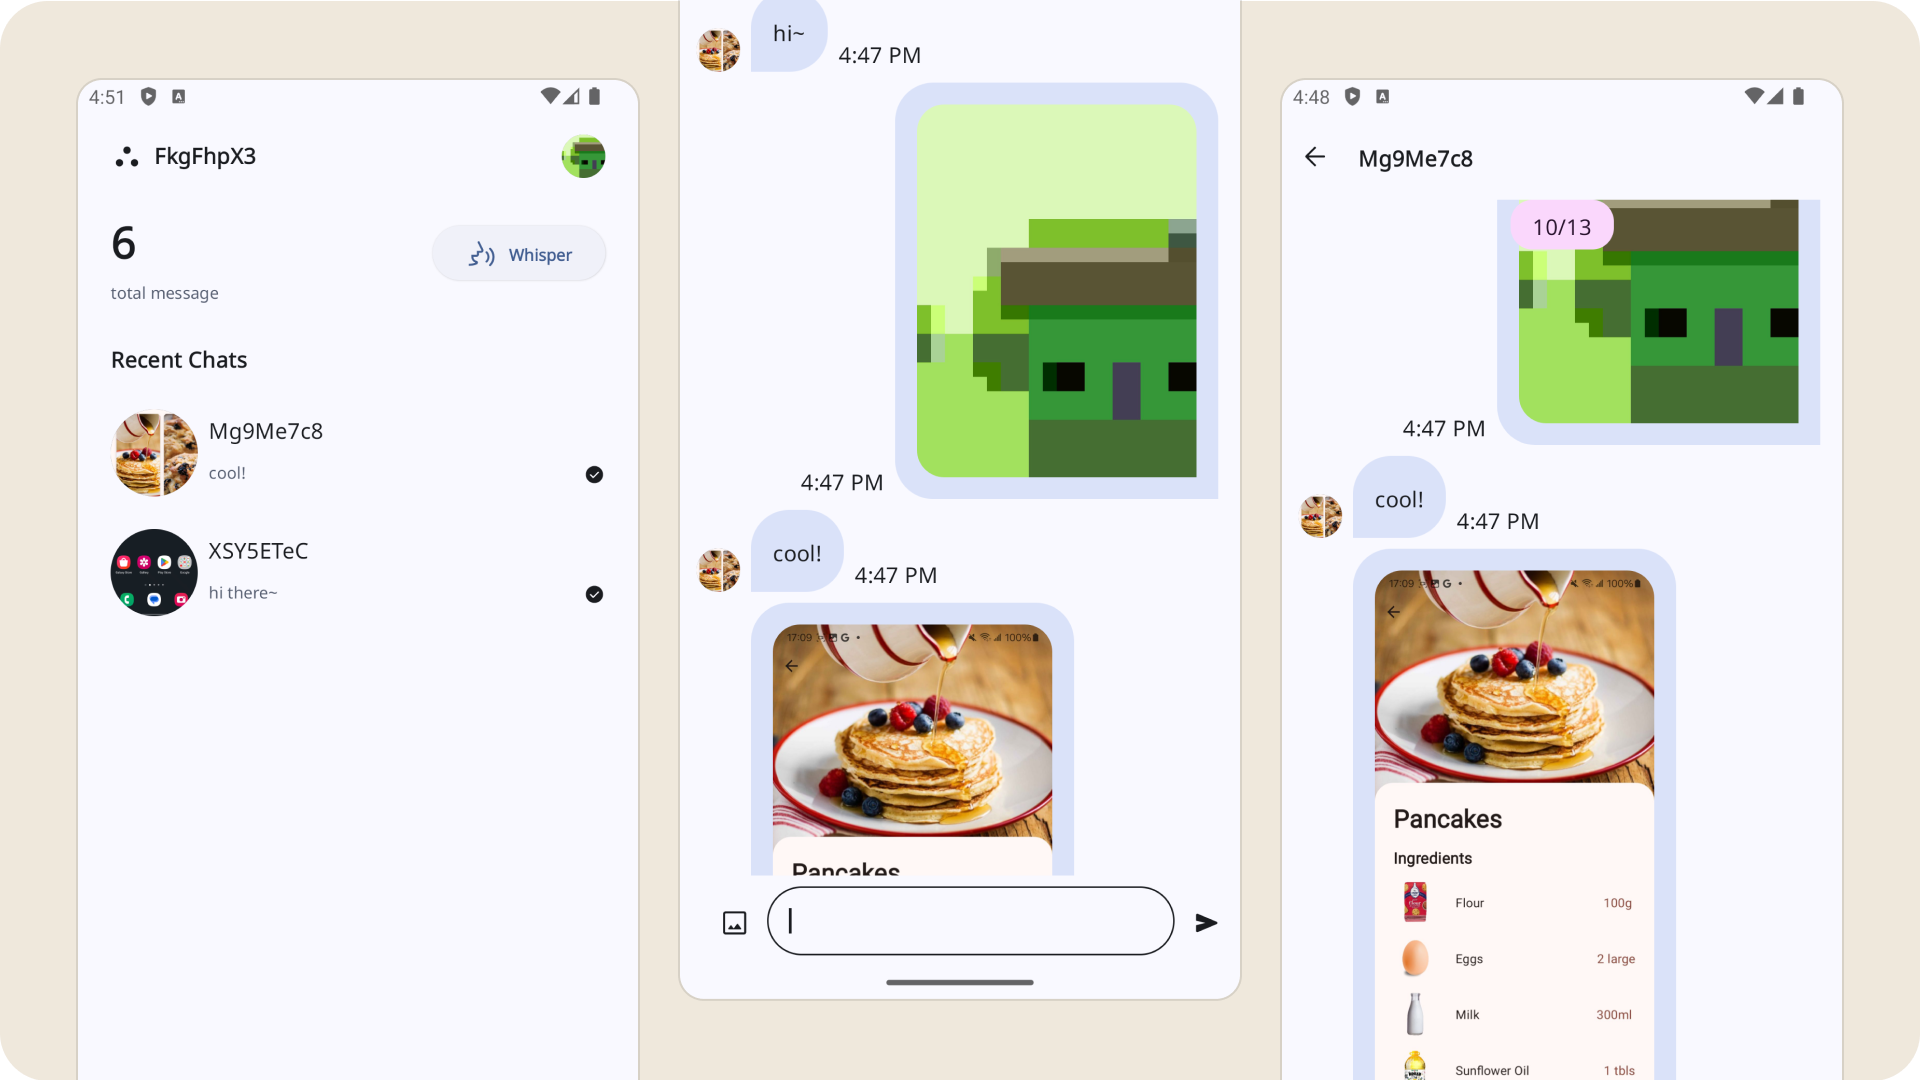 4:51
FkgFhpX3
6
total message
Whisper
Recent Chats
Mg9Me7c8
cool!
XSY5ETeC
hi there~
hi~
4:47 PM
4:47 PM
cool!
4:47 PM
17:09 G • 100%
Pancakes
4:48
Mg9Me7c8
10/13
4:47 PM
cool!
4:47 PM
17:09 G • 100%
Pancakes
Ingredients
Flour 100g
Eggs 2 large
Milk 300ml
Sunflower Oil 1 tbls